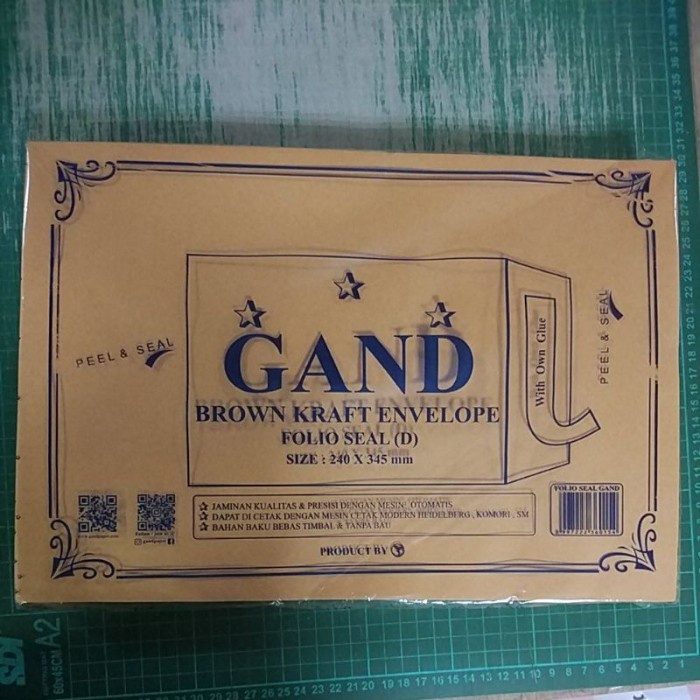 PEEL & SEAL
GAND
BROWN KRAFT ENVELOPE
FOLIO SEAL (D)
SIZE : 240 X 345 mm
With Own Glue
PEEL & SEAL
JAMINAN KUALITAS & PRESISI DENGAN MESIN OTOMATIS
DAPAT DI CETAK DENGAN MESIN CETAK MODERN HEIDELBERG , KOMORI , SM
BAHAN BAKU BEBAS TIMBAL & TANPA BAU
PRODUCT BY
FOLIO SEAL GAND
A2
60x45CM